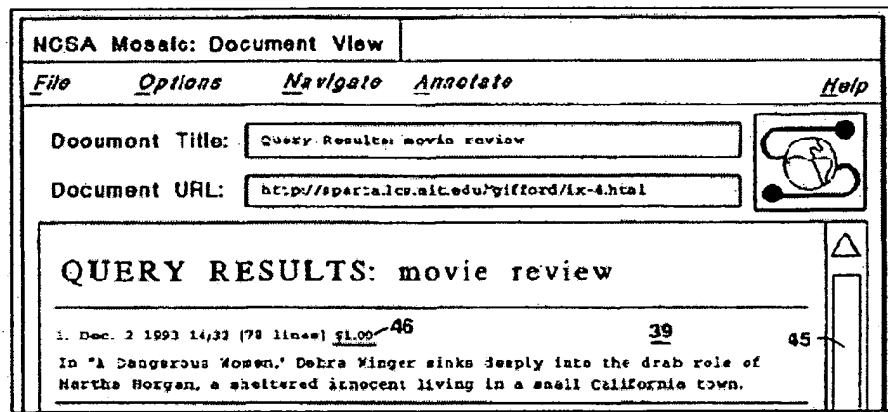 NCSA Mosaic: Document View
File Options Navigate Annotate Help
Document Title: Query Results: movie review
Document URL: http://sparta.lcs.mit.edu/~gifford/ix-4.html
QUERY RESULTS: movie review
1. Dec. 2 1993 14:33 (78 lines) $1.00 46 39 45
In "A Dangerous Woman," Debra Winger sinks deeply into the drab role of
Martha Horgan, a sheltered innocent living in a small California town.